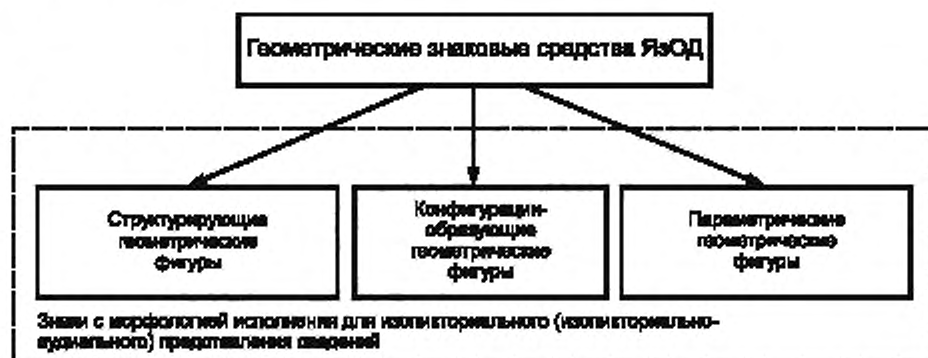 Геометрические знаковые средства ЯзОД
Структурирующие
геометрические
фигуры
Конфигурации-
образующие
геометрические
фигуры
Параметрические
геометрические
фигуры
Знаки с морфологией исполнения для изопикториального (изопикториально-
аудиального) представления сведений